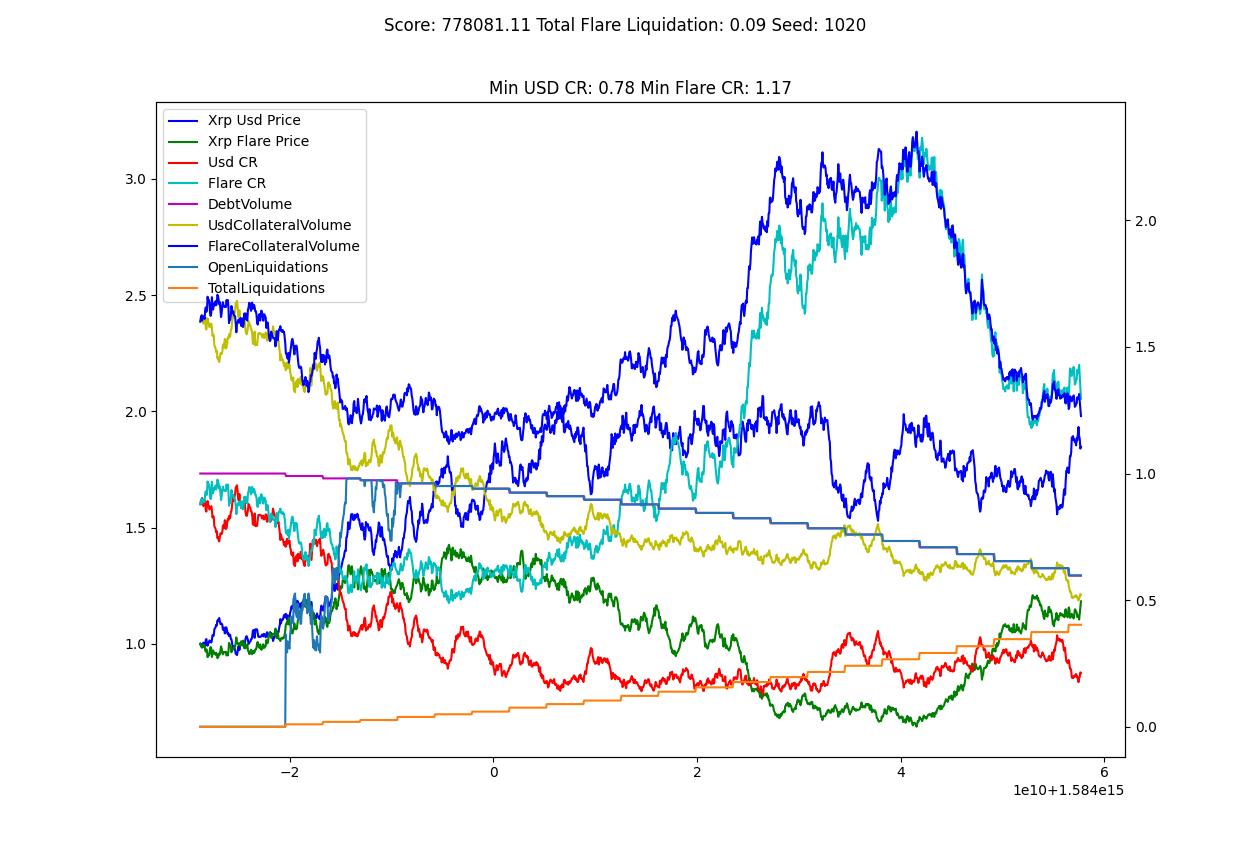 Score: 778081.11 Total Flare Liquidation: 0.09 Seed: 1020
Min USD CR: 0.78 Min Flare CR: 1.17
Xrp Usd Price
Xrp Flare Price
Usd CR
Flare CR
DebtVolume
UsdCollateralVolume
FlareCollateralVolume
OpenLiquidations
TotalLiquidations
3.0
2.5
2.0
1.5
1.0
2.0
1.5
1.0
0.5
0.0
−2
0
2
4
6
1e10+1.584e15